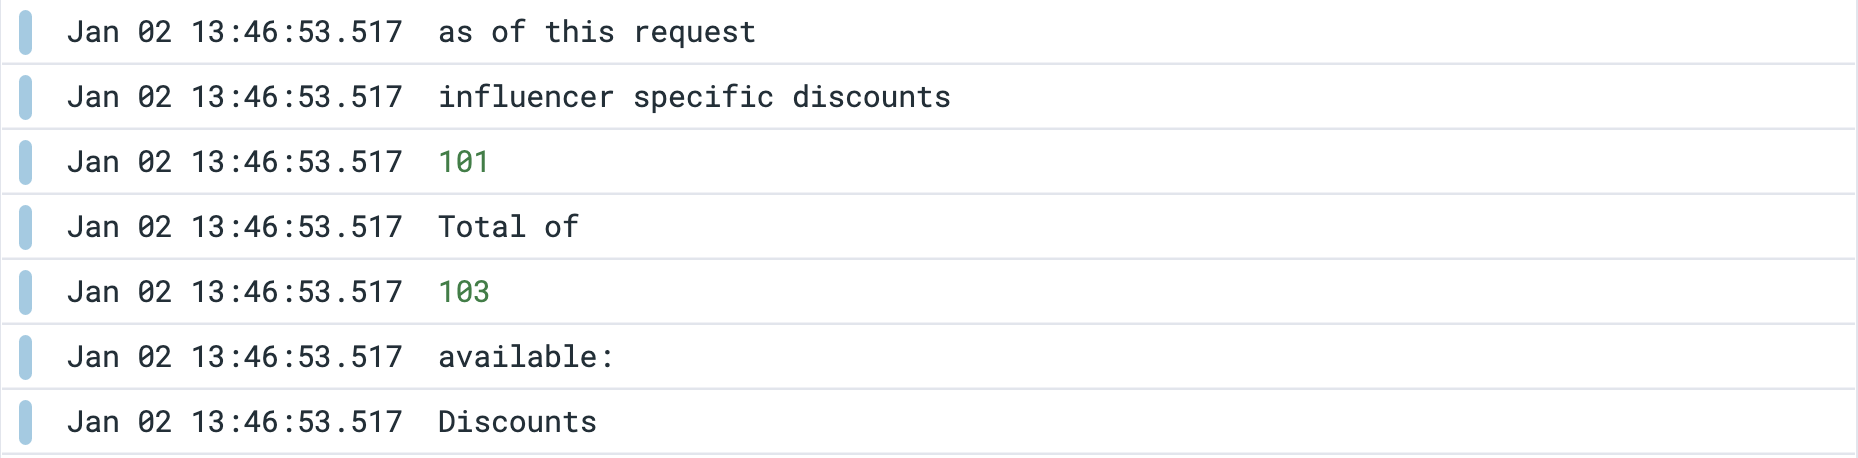 Jan 02 13:46:53.517 as of this request
Jan 02 13:46:53.517 influencer specific discounts
Jan 02 13:46:53.517 101
Jan 02 13:46:53.517 Total of
Jan 02 13:46:53.517 103
Jan 02 13:46:53.517 available:
Jan 02 13:46:53.517 Discounts